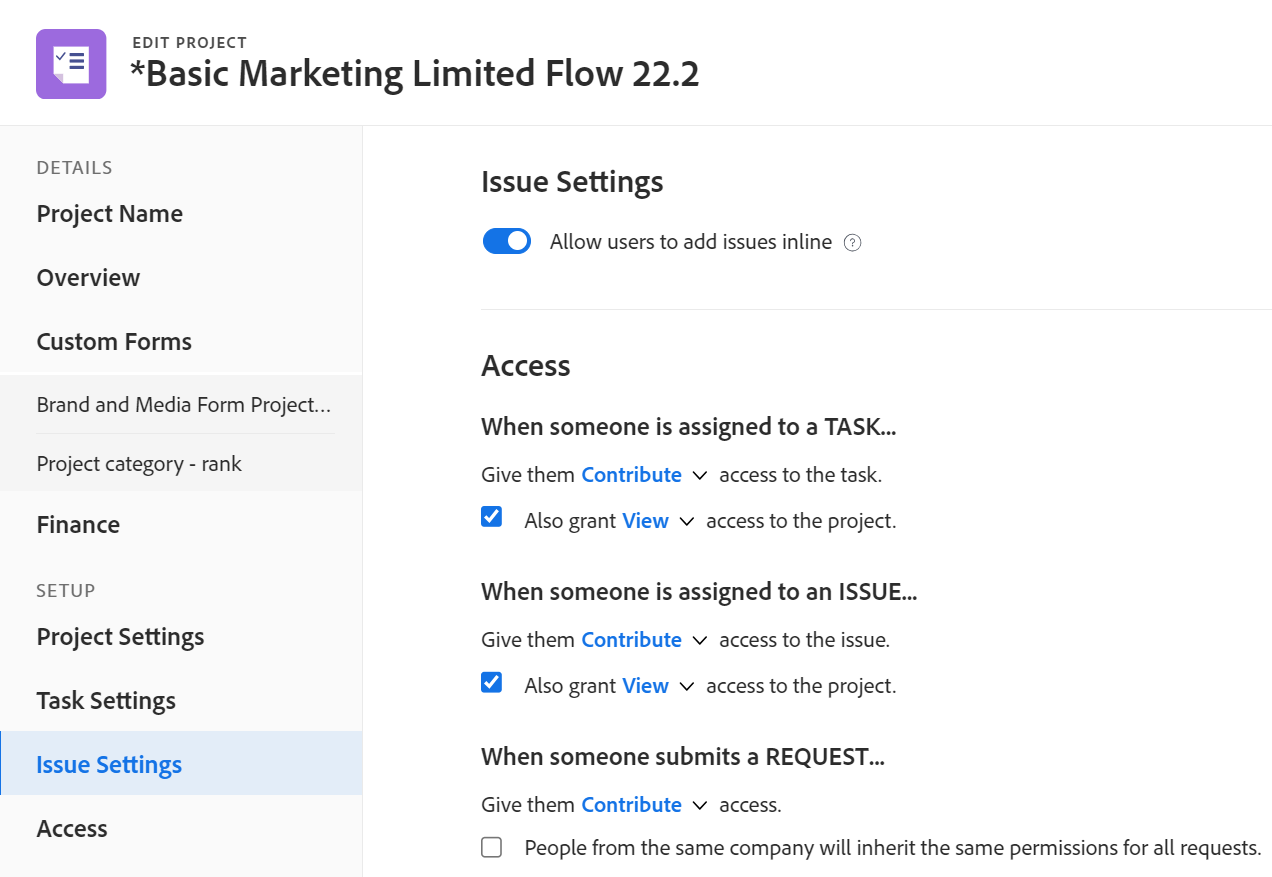 EDIT PROJECT
*Basic Marketing Limited Flow 22.2
DETAILS
Project Name
Overview
Custom Forms
Brand and Media Form Project...
Project category - rank
Finance
SETUP
Project Settings
Task Settings
Issue Settings
Access
Issue Settings
Allow users to add issues inline ?
Access
When someone is assigned to a TASK...
Give them Contribute access to the task.
Also grant View access to the project.
When someone is assigned to an ISSUE...
Give them Contribute access to the issue.
Also grant View access to the project.
When someone submits a REQUEST...
Give them Contribute access.
People from the same company will inherit the same permissions for all requests.